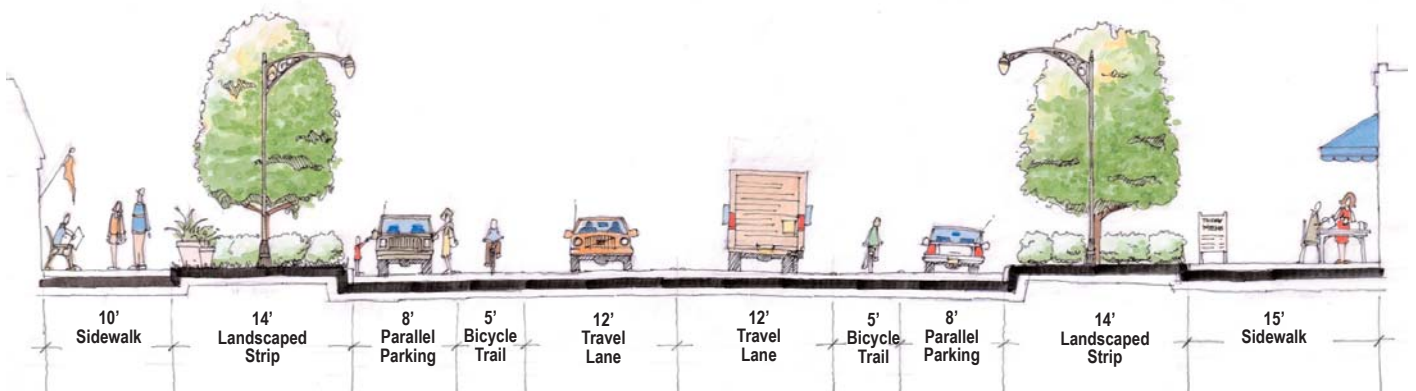 10'
Sidewalk
14'
Landscaped
Strip
8'
Parallel
Parking
5'
Bicycle
Trail
12'
Travel
Lane
12'
Travel
Lane
5'
Bicycle
Trail
8'
Parallel
Parking
14'
Landscaped
Strip
15'
Sidewalk